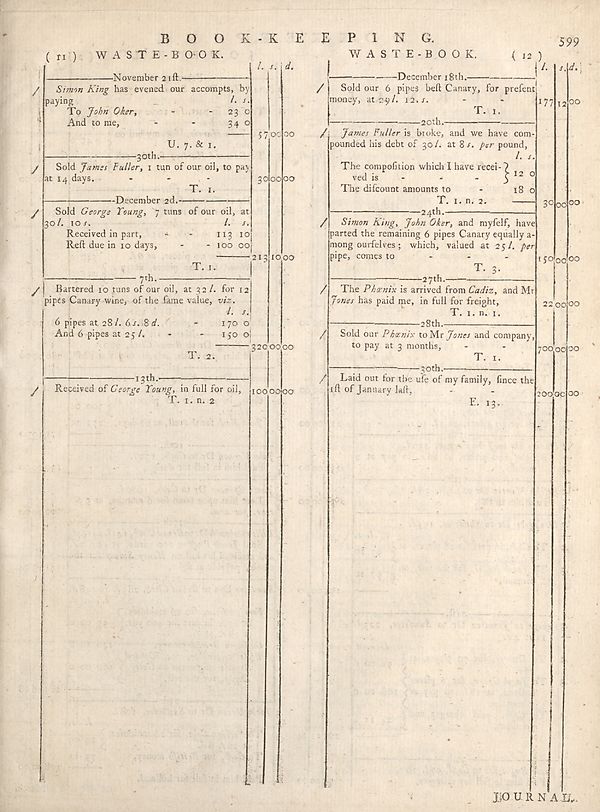 BOOK-KEEPING. 599
( 11 ) WASTE-BOOK.
l. s. d.
November 21ſt.
/ Simon King has evened our accompts, by
paying l. s.
To John Oker, - - 23 0
And to me, - - 34 0
57 00 00
U. 7. & 1.
30th.
/ Sold James Fuller, 1 tun of our oil, to pay
at 14 days. - - - - 30 00 00
T. 1.
December 2d.
/ Sold George Young, 7 tuns of our oil, at
30 l. 10 s. l. s.
Received in part, - - 113 10
Reſt due in 10 days, - 100 00
213 10 00
T. 1.
7th.
/ Bartered 10 tuns of our oil, at 32 l. for 12
pipes Canary wine, of the ſame value, viz.
l. s.
6 pipes at 28 l. 6 s. 8 d. - 170 0
And 6 pipes at 25 l. - - 150 0
320 00 00
T. 2.
13th.
/ Received of George Young, in full for oil, 100 00 00
T. 1. n. 2
WASTE-BOOK. ( 12 )
l. s. d.
December 18th.
/ Sold our 6 pipes beſt Canary, for preſent
money, at 29 l. 12 s. - - 177 12 00
T. 1.
20th.
/ James Fuller is broke, and we have com-
pounded his debt of 30 l. at 8 s. per pound,
l. s.
The compoſition which I have recei- }
ved is - - - } 12 0
The diſcount amounts to - 18 0
T. 1. n. 2. 30 00 00
24th.
/ Simon King, John Oker, and myſelf, have
parted the remaining 6 pipes Canary equally a-
mong ourſelves; which, valued at 25 l. per
pipe, comes to - - - 150 00 00
T. 3.
27th.
/ The Phœnix is arrived from Cadiz, and Mr
Jones has paid me, in full for freight, 22 00 00
T. 1. n. 1.
28th.
/ Sold our Phœnix to Mr Jones and company,
to pay at 3 months, - - 700 00 00
T. 1.
30th.
/ Laid out for the uſe of my family, ſince the
1ſt of January laſt, - - 200 00 00
E. 13.
JOURNAL.